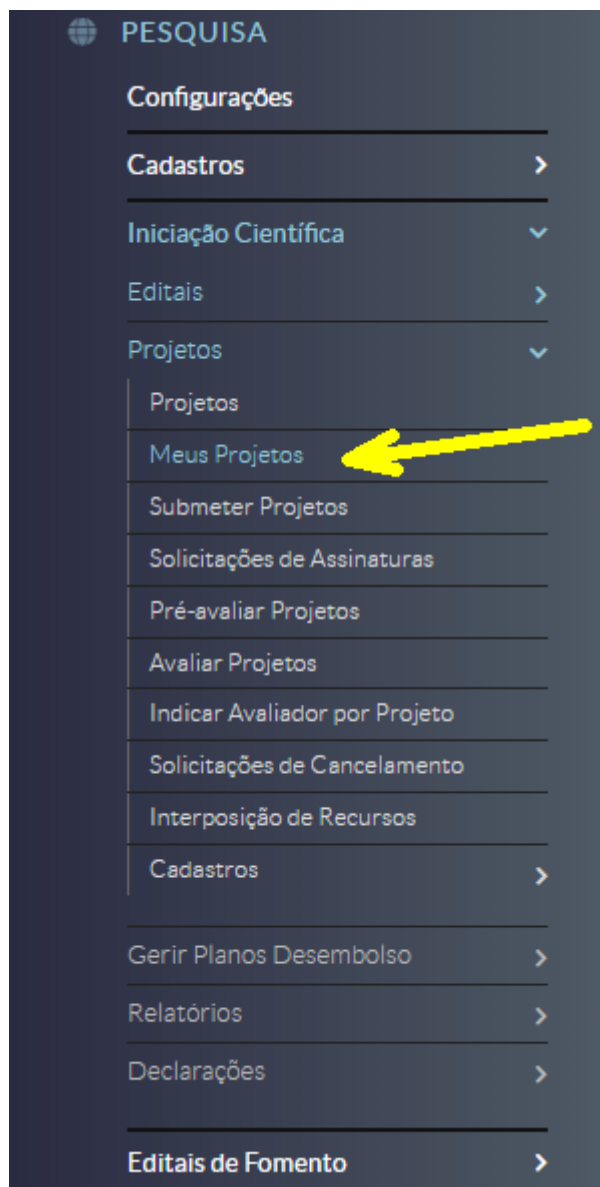 PESQUISA
Configurações
Cadastros
Iniciação Científica
Editais
Projetos
Projetos
Meus Projetos
Submeter Projetos
Solicitações de Assinaturas
Pré-avaliar Projetos
Avaliar Projetos
Indicar Avaliador por Projeto
Solicitações de Cancelamento
Interposição de Recursos
Cadastros
Gerir Planos Desembolso
Relatórios
Declarações
Editais de Fomento